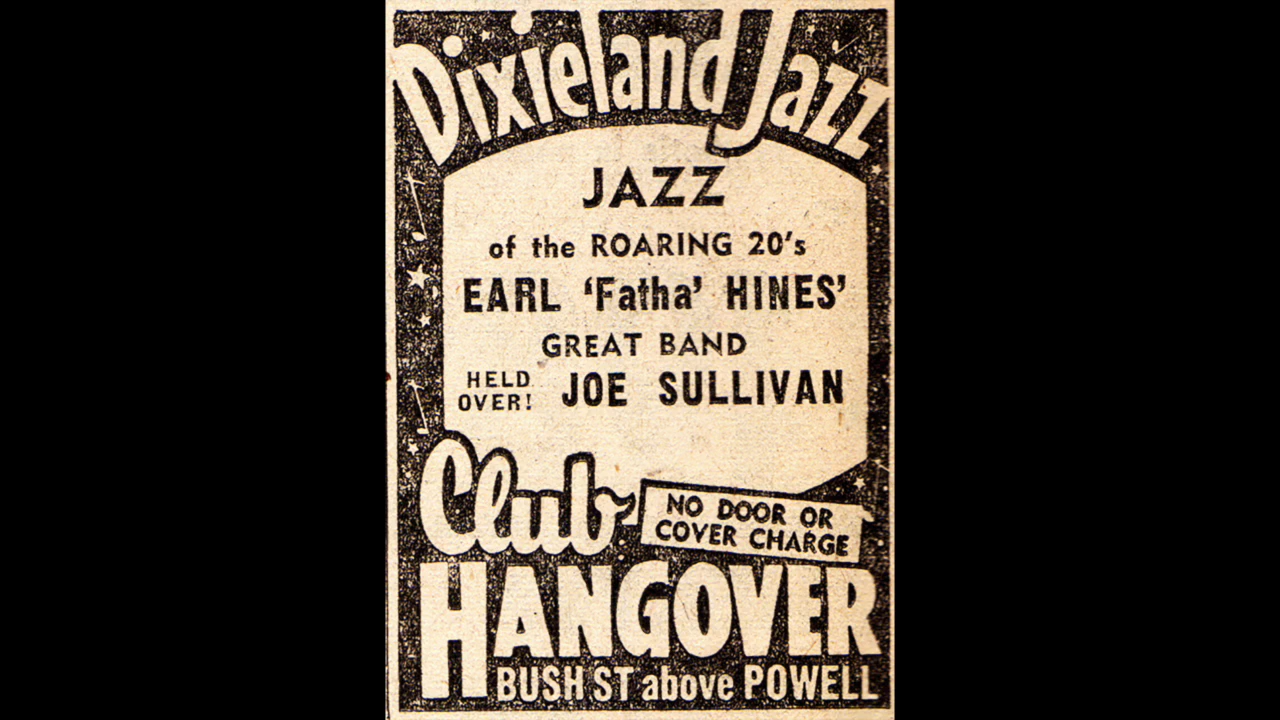 Dixieland Jazz
JAZZ
of the ROARING 20's
EARL 'Fatha' HINES'
GREAT BAND
HELD OVER! JOE SULLIVAN
Club
NO DOOR OR
COVER CHARGE
HANGOVER
BUSH ST above POWELL